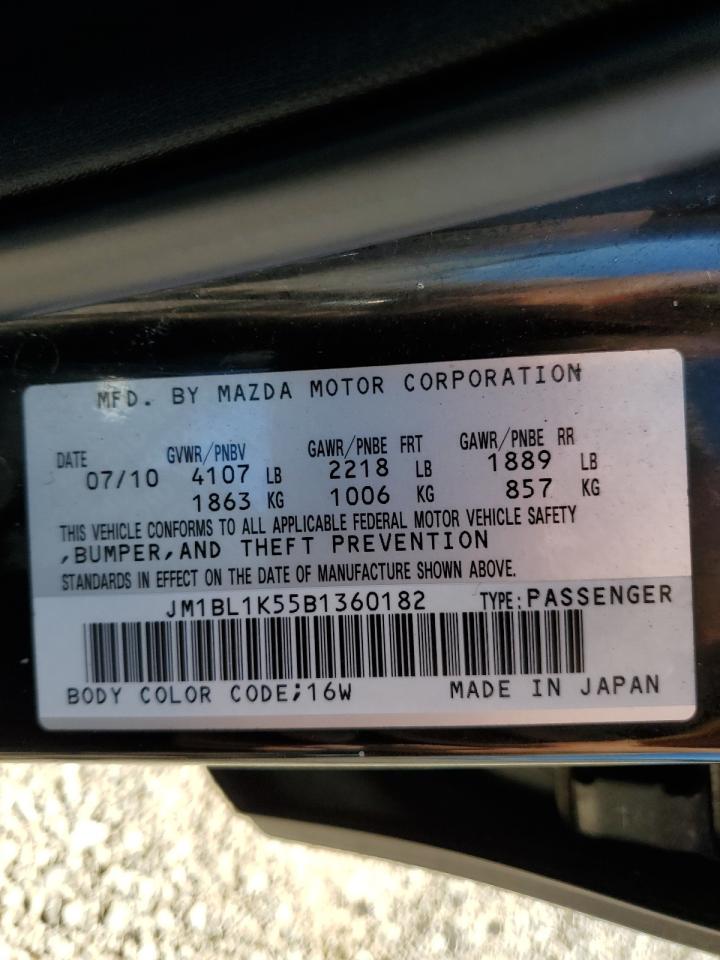 MFD. BY MAZDA MOTOR CORPORATION
DATE GVWR/PNBV GAWR/PNBE FRT GAWR/PNBE RR
07/10 4107 LB 2218 LB 1889 LB
1863 KG 1006 KG 857 KG
THIS VEHICLE CONFORMS TO ALL APPLICABLE FEDERAL MOTOR VEHICLE SAFETY
,BUMPER,AND THEFT PREVENTION
STANDARDS IN EFFECT ON THE DATE OF MANUFACTURE SHOWN ABOVE.
JM1BL1K55B1360182 TYPE:PASSENGER
BODY COLOR CODE;16W MADE IN JAPAN